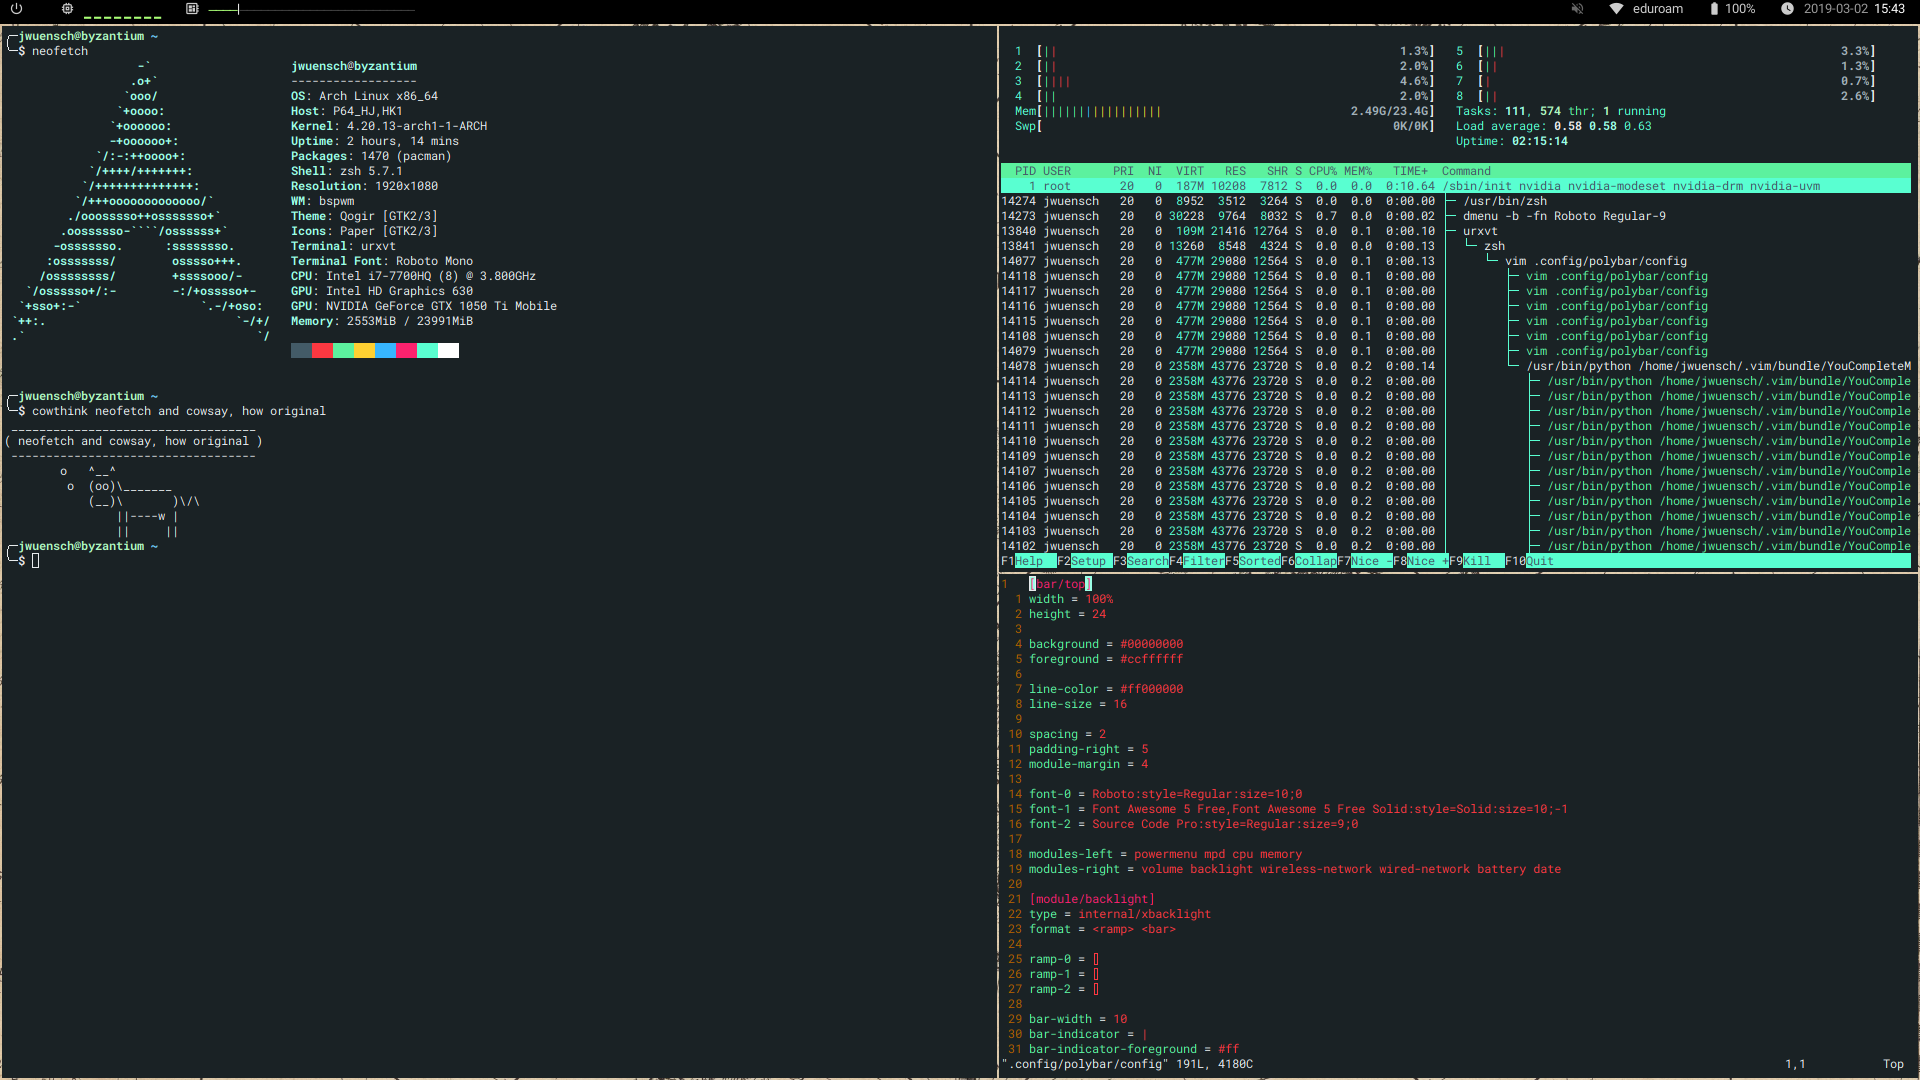 eduroam 100% 2019-03-02 15:43
jwuensch@byzantium ~
$ neofetch
jwuensch@byzantium
-----------------
OS: Arch Linux x86_64
Host: P64_HJ,HK1
Kernel: 4.20.13-arch1-1-ARCH
Uptime: 2 hours, 14 mins
Packages: 1470 (pacman)
Shell: zsh 5.7.1
Resolution: 1920x1080
WM: bspwm
Theme: Qogir [GTK2/3]
Icons: Paper [GTK2/3]
Terminal: urxvt
Terminal Font: Roboto Mono
CPU: Intel i7-7700HQ (8) @ 3.800GHz
GPU: Intel HD Graphics 630
GPU: NVIDIA GeForce GTX 1050 Ti Mobile
Memory: 2553MiB / 23991MiB
jwuensch@byzantium ~
$ cowthink neofetch and cowsay, how original
( neofetch and cowsay, how original )
jwuensch@byzantium ~
$
1 [|| 1.3%] 5 [||| 3.3%]
2 [|| 2.0%] 6 [|| 1.3%]
3 [|||| 4.6%] 7 [| 0.7%]
4 [|| 2.0%] 8 [|| 2.6%]
Mem[||||||||||||||||| 2.49G/23.4G] Tasks: 111, 574 thr; 1 running
Swp[ 0K/0K] Load average: 0.58 0.58 0.63
Uptime: 02:15:14
PID USER PRI NI VIRT RES SHR S CPU% MEM% TIME+ Command
1 root 20 0 187M 10208 7812 S 0.0 0.0 0:10.64 /sbin/init nvidia nvidia-modeset nvidia-drm nvidia-uvm
14274 jwuensch 20 0 8952 3512 3264 S 0.0 0.0 0:00.00 /usr/bin/zsh
14273 jwuensch 20 0 30228 9764 8032 S 0.7 0.0 0:00.02 dmenu -b -fn Roboto Regular-9
13840 jwuensch 20 0 109M 21416 12764 S 0.0 0.1 0:00.10 urxvt
13841 jwuensch 20 0 13260 8548 4324 S 0.0 0.0 0:00.13 zsh
14077 jwuensch 20 0 477M 29080 12564 S 0.0 0.1 0:00.13 vim .config/polybar/config
14118 jwuensch 20 0 477M 29080 12564 S 0.0 0.1 0:00.00 vim .config/polybar/config
14117 jwuensch 20 0 477M 29080 12564 S 0.0 0.1 0:00.00 vim .config/polybar/config
14116 jwuensch 20 0 477M 29080 12564 S 0.0 0.1 0:00.00 vim .config/polybar/config
14115 jwuensch 20 0 477M 29080 12564 S 0.0 0.1 0:00.00 vim .config/polybar/config
14108 jwuensch 20 0 477M 29080 12564 S 0.0 0.1 0:00.00 vim .config/polybar/config
14079 jwuensch 20 0 477M 29080 12564 S 0.0 0.1 0:00.00 vim .config/polybar/config
14078 jwuensch 20 0 2358M 43776 23720 S 0.0 0.2 0:00.14 /usr/bin/python /home/jwuensch/.vim/bundle/YouCompleteM
14114 jwuensch 20 0 2358M 43776 23720 S 0.0 0.2 0:00.00 /usr/bin/python /home/jwuensch/.vim/bundle/YouComple
14113 jwuensch 20 0 2358M 43776 23720 S 0.0 0.2 0:00.00 /usr/bin/python /home/jwuensch/.vim/bundle/YouComple
14112 jwuensch 20 0 2358M 43776 23720 S 0.0 0.2 0:00.00 /usr/bin/python /home/jwuensch/.vim/bundle/YouComple
14111 jwuensch 20 0 2358M 43776 23720 S 0.0 0.2 0:00.00 /usr/bin/python /home/jwuensch/.vim/bundle/YouComple
14110 jwuensch 20 0 2358M 43776 23720 S 0.0 0.2 0:00.00 /usr/bin/python /home/jwuensch/.vim/bundle/YouComple
14109 jwuensch 20 0 2358M 43776 23720 S 0.0 0.2 0:00.00 /usr/bin/python /home/jwuensch/.vim/bundle/YouComple
14107 jwuensch 20 0 2358M 43776 23720 S 0.0 0.2 0:00.00 /usr/bin/python /home/jwuensch/.vim/bundle/YouComple
14106 jwuensch 20 0 2358M 43776 23720 S 0.0 0.2 0:00.00 /usr/bin/python /home/jwuensch/.vim/bundle/YouComple
14105 jwuensch 20 0 2358M 43776 23720 S 0.0 0.2 0:00.00 /usr/bin/python /home/jwuensch/.vim/bundle/YouComple
14104 jwuensch 20 0 2358M 43776 23720 S 0.0 0.2 0:00.00 /usr/bin/python /home/jwuensch/.vim/bundle/YouComple
14103 jwuensch 20 0 2358M 43776 23720 S 0.0 0.2 0:00.00 /usr/bin/python /home/jwuensch/.vim/bundle/YouComple
14102 jwuensch 20 0 2358M 43776 23720 S 0.0 0.2 0:00.00 /usr/bin/python /home/jwuensch/.vim/bundle/YouComple
F1Help F2Setup F3SearchF4FilterF5SortedF6CollapF7Nice -F8Nice +F9Kill F10Quit
1 [bar/top]
1 width = 100%
2 height = 24
3
4 background = #00000000
5 foreground = #ccffffff
6
7 line-color = #ff000000
8 line-size = 16
9
10 spacing = 2
11 padding-right = 5
12 module-margin = 4
13
14 font-0 = Roboto:style=Regular:size=10;0
15 font-1 = Font Awesome 5 Free,Font Awesome 5 Free Solid:style=Solid:size=10;-1
16 font-2 = Source Code Pro:style=Regular:size=9;0
17
18 modules-left = powermenu mpd cpu memory
19 modules-right = volume backlight wireless-network wired-network battery date
20
21 [module/backlight]
22 type = internal/xbacklight
23 format = <ramp> <bar>
24
25 ramp-0 =
26 ramp-1 =
27 ramp-2 =
28
29 bar-width = 10
30 bar-indicator = |
31 bar-indicator-foreground = #ff
".config/polybar/config" 191L, 4180C 1,1 Top